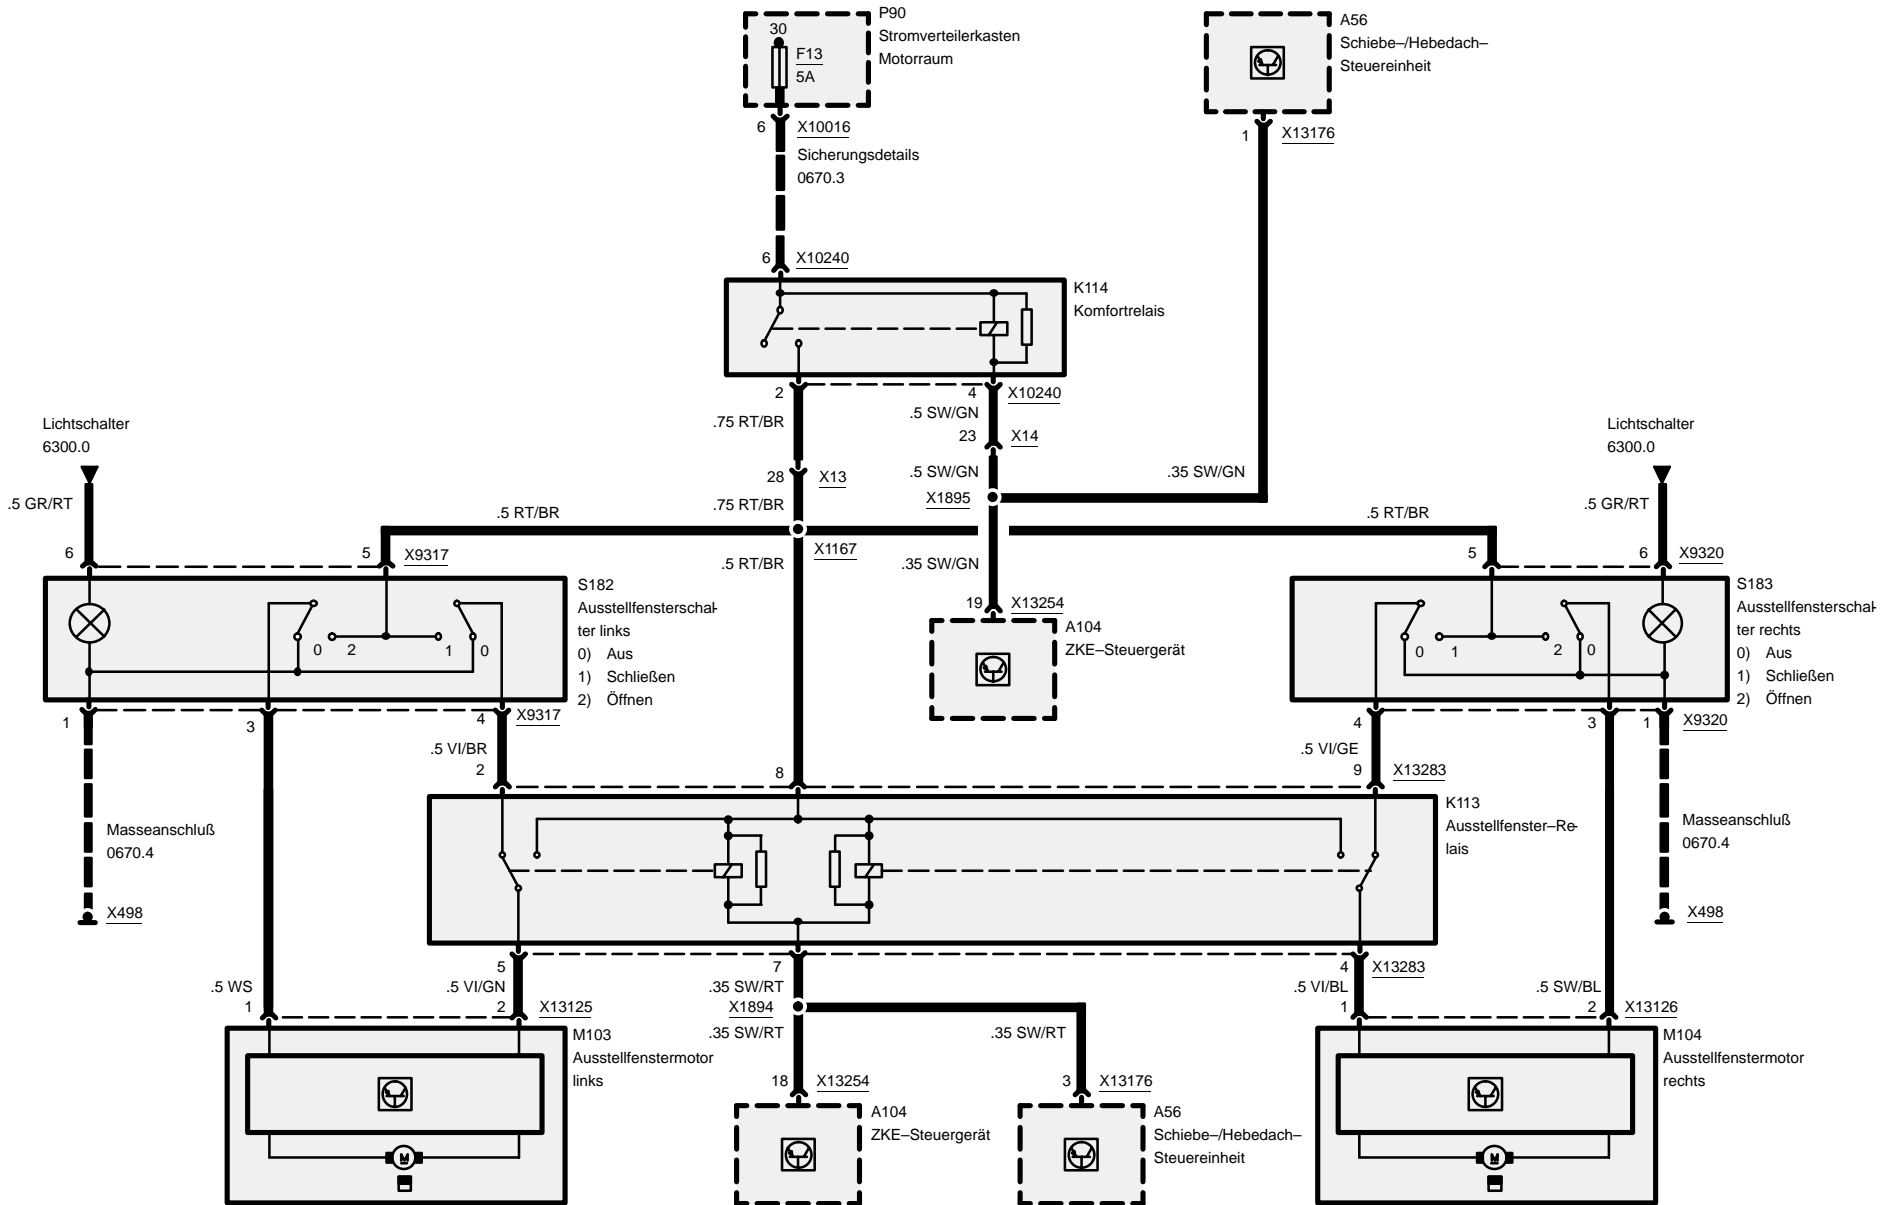 P90
Stromverteilerkasten
Motorraum
30
F13
5A
A56
Schiebe–/Hebedach–
Steuereinheit
6
X10016
Sicherungsdetails
0670.3
1
X13176
6
X10240
K114
Komfortrelais
2
4
X10240
.75 RT/BR
.5 SW/GN
23
X14
28
X13
.5 SW/GN
.35 SW/GN
.75 RT/BR
X1895
Lichtschalter
6300.0
.5 GR/RT
.5 RT/BR
.5 RT/BR
Lichtschalter
6300.0
.5 GR/RT
X1167
.5 RT/BR
.35 SW/GN
6
5
X9317
5
6
X9320
19
X13254
A104
ZKE–Steuergerät
S182
Ausstellfensterschal-
ter links
0) Aus
1) Schließen
2) Öffnen
0
2
1
0
S183
Ausstellfensterschal-
ter rechts
0) Aus
1) Schließen
2) Öffnen
0
1
2
0
1
3
4
X9317
4
3
1
X9320
.5 VI/BR
.5 VI/GE
2
8
9
X13283
K113
Ausstellfenster–Re-
lais
Masseanschluß
0670.4
X498
Masseanschluß
0670.4
X498
5
7
4
X13283
.5 WS
.5 VI/GN
.35 SW/RT
.5 VI/BL
.5 SW/BL
1
2
X13125
X1894
1
2
X13126
.35 SW/RT
.35 SW/RT
M103
Ausstellfenstermotor
links
M
M104
Ausstellfenstermotor
rechts
M
18
X13254
A104
ZKE–Steuergerät
3
X13176
A56
Schiebe–/Hebedach–
Steuereinheit